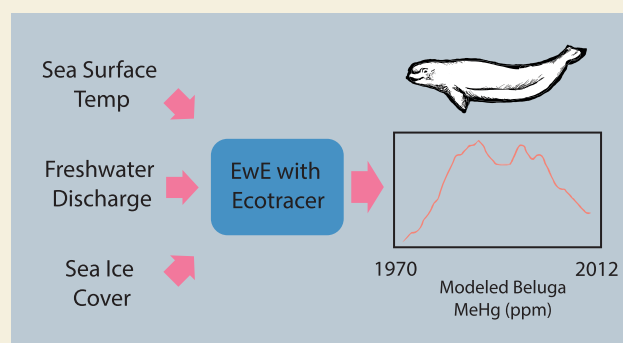 Sea Surface
Temp
Freshwater
Discharge
Sea Ice
Cover
EwE with
Ecotracer
1970
2012
Modeled Beluga
MeHg (ppm)